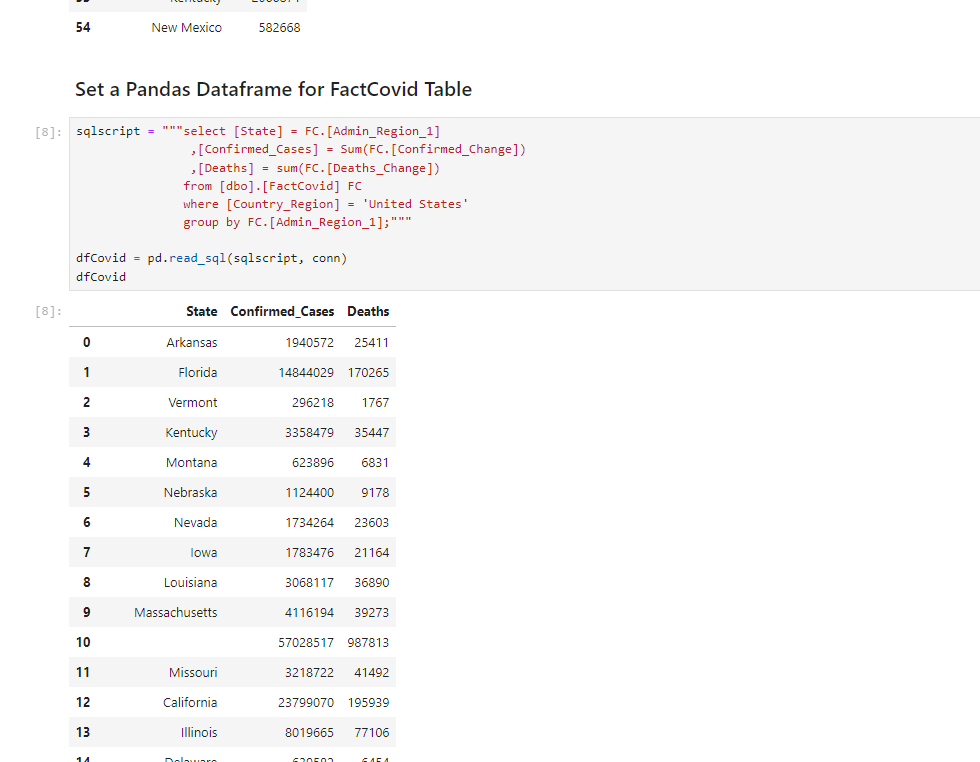 54 New Mexico 582668
Set a Pandas Dataframe for FactCovid Table
[8]: sqlscript = """select [State] = FC.[Admin_Region_1]
,[Confirmed_Cases] = Sum(FC.[Confirmed_Change])
,[Deaths] = sum(FC.[Deaths_Change])
from [dbo].[FactCovid] FC
where [Country_Region] = 'United States'
group by FC.[Admin_Region_1];"""
dfCovid = pd.read_sql(sqlscript, conn)
dfCovid
[8]: State Confirmed_Cases Deaths
0 Arkansas 1940572 25411
1 Florida 14844029 170265
2 Vermont 296218 1767
3 Kentucky 3358479 35447
4 Montana 623896 6831
5 Nebraska 1124400 9178
6 Nevada 1734264 23603
7 Iowa 1783476 21164
8 Louisiana 3068117 36890
9 Massachusetts 4116194 39273
10 57028517 987813
11 Missouri 3218722 41492
12 California 23799070 195939
13 Illinois 8019665 77106
14 Delaware